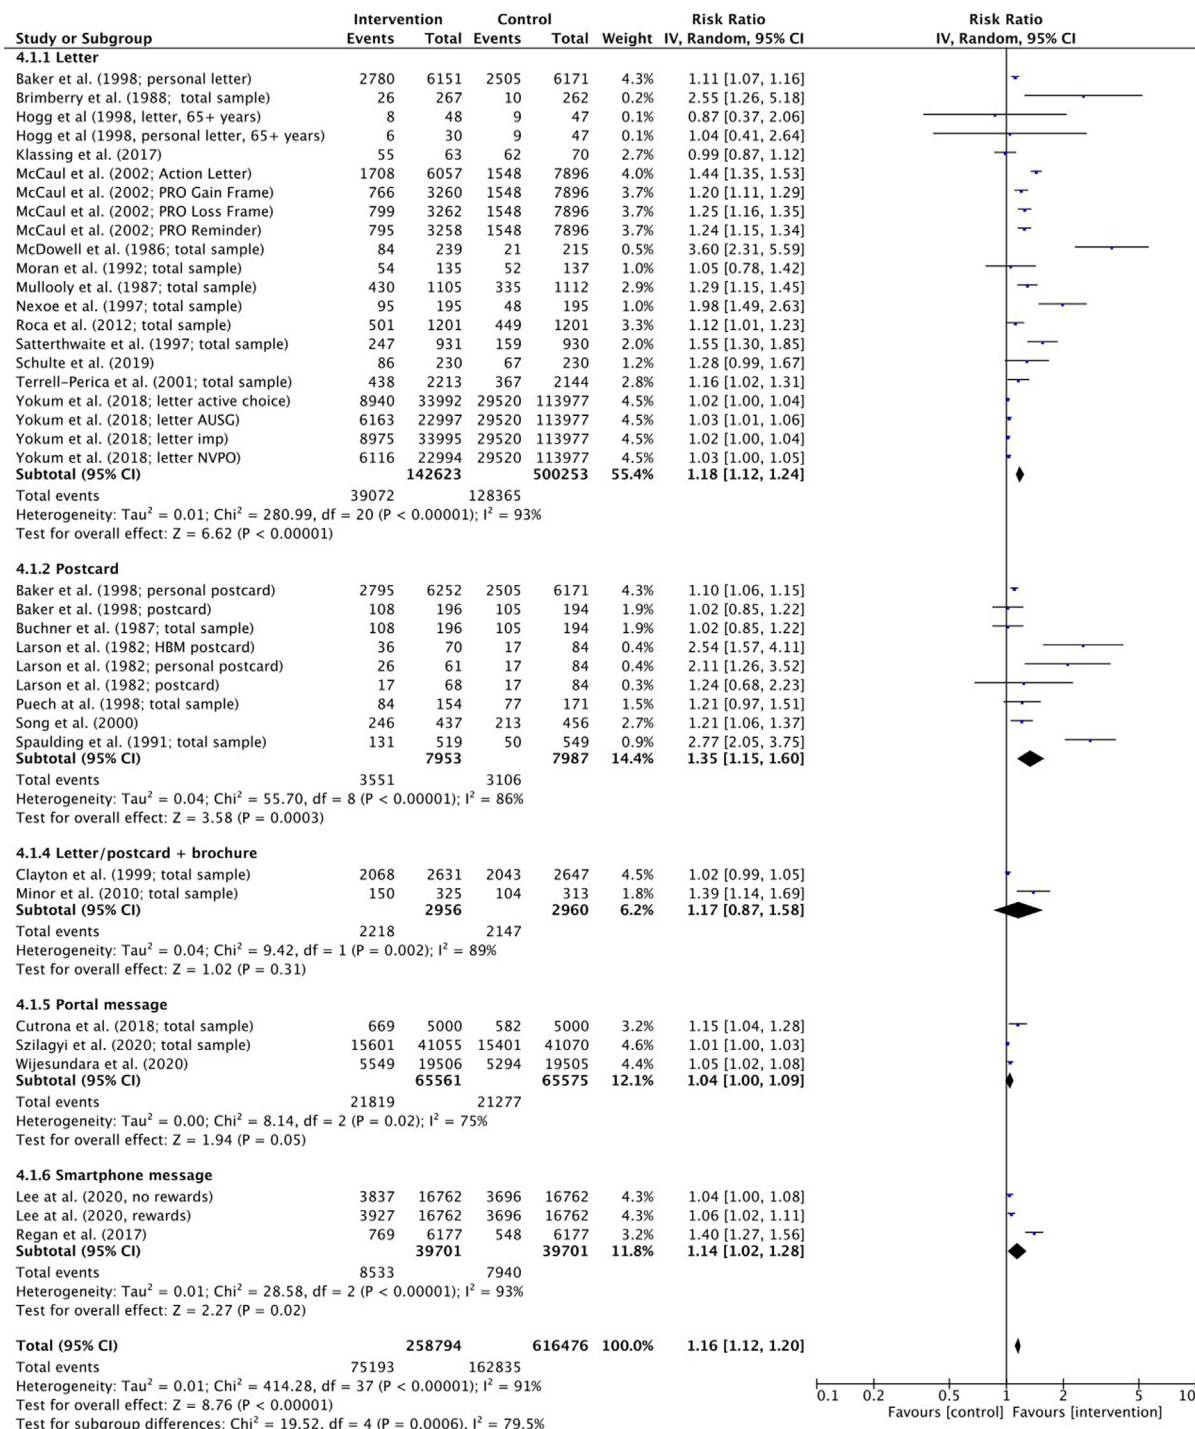 Intervention Control Risk Ratio Risk Ratio
Study or Subgroup Events Total Events Total Weight IV, Random, 95% CI IV, Random, 95% CI
4.1.1 Letter
Baker et al. (1998; personal letter) 2780 6151 2505 6171 4.3% 1.11 [1.07, 1.16]
Brimberry et al. (1988; total sample) 26 267 10 262 0.2% 2.55 [1.26, 5.18]
Hogg et al (1998, letter, 65+ years) 8 48 9 47 0.1% 0.87 [0.37, 2.06]
Hogg et al (1998, personal letter, 65+ years) 6 30 9 47 0.1% 1.04 [0.41, 2.64]
Klassing et al. (2017) 55 63 62 70 2.7% 0.99 [0.87, 1.12]
McCaul et al. (2002; Action Letter) 1708 6057 1548 7896 4.0% 1.44 [1.35, 1.53]
McCaul et al. (2002; PRO Gain Frame) 766 3260 1548 7896 3.7% 1.20 [1.11, 1.29]
McCaul et al. (2002; PRO Loss Frame) 799 3262 1548 7896 3.7% 1.25 [1.16, 1.35]
McCaul et al. (2002; PRO Reminder) 795 3258 1548 7896 3.7% 1.24 [1.15, 1.34]
McDowell et al. (1986; total sample) 84 239 21 215 0.5% 3.60 [2.31, 5.59]
Moran et al. (1992; total sample) 54 135 52 137 1.0% 1.05 [0.78, 1.42]
Mullooly et al. (1987; total sample) 430 1105 335 1112 2.9% 1.29 [1.15, 1.45]
Nexoe et al. (1997; total sample) 95 195 48 195 1.0% 1.98 [1.49, 2.63]
Roca et al. (2012; total sample) 501 1201 449 1201 3.3% 1.12 [1.01, 1.23]
Satterthwaite et al. (1997; total sample) 247 931 159 930 2.0% 1.55 [1.30, 1.85]
Schulte et al. (2019) 86 230 67 230 1.2% 1.28 [0.99, 1.67]
Terrell-Perica et al. (2001; total sample) 438 2213 367 2144 2.8% 1.16 [1.02, 1.31]
Yokum et al. (2018; letter active choice) 8940 33992 29520 113977 4.5% 1.02 [1.00, 1.04]
Yokum et al. (2018; letter AUSG) 6163 22997 29520 113977 4.5% 1.03 [1.01, 1.06]
Yokum et al. (2018; letter imp) 8975 33995 29520 113977 4.5% 1.02 [1.00, 1.04]
Yokum et al. (2018; letter NVPO) 6116 22994 29520 113977 4.5% 1.03 [1.00, 1.05]
Subtotal (95% CI) 142623 500253 55.4% 1.18 [1.12, 1.24]
Total events 39072 128365
Heterogeneity: Tau² = 0.01; Chi² = 280.99, df = 20 (P < 0.00001); I² = 93%
Test for overall effect: Z = 6.62 (P < 0.00001)
4.1.2 Postcard
Baker et al. (1998; personal postcard) 2795 6252 2505 6171 4.3% 1.10 [1.06, 1.15]
Baker et al. (1998; postcard) 108 196 105 194 1.9% 1.02 [0.85, 1.22]
Buchner et al. (1987; total sample) 108 196 105 194 1.9% 1.02 [0.85, 1.22]
Larson et al. (1982; HBM postcard) 36 70 17 84 0.4% 2.54 [1.57, 4.11]
Larson et al. (1982; personal postcard) 26 61 17 84 0.4% 2.11 [1.26, 3.52]
Larson et al. (1982; postcard) 17 68 17 84 0.3% 1.24 [0.68, 2.23]
Puech at al. (1998; total sample) 84 154 77 171 1.5% 1.21 [0.97, 1.51]
Song et al. (2000) 246 437 213 456 2.7% 1.21 [1.06, 1.37]
Spaulding et al. (1991; total sample) 131 519 50 549 0.9% 2.77 [2.05, 3.75]
Subtotal (95% CI) 7953 7987 14.4% 1.35 [1.15, 1.60]
Total events 3551 3106
Heterogeneity: Tau² = 0.04; Chi² = 55.70, df = 8 (P < 0.00001); I² = 86%
Test for overall effect: Z = 3.58 (P = 0.0003)
4.1.4 Letter/postcard + brochure
Clayton et al. (1999; total sample) 2068 2631 2043 2647 4.5% 1.02 [0.99, 1.05]
Minor et al. (2010; total sample) 150 325 104 313 1.8% 1.39 [1.14, 1.69]
Subtotal (95% CI) 2956 2960 6.2% 1.17 [0.87, 1.58]
Total events 2218 2147
Heterogeneity: Tau² = 0.04; Chi² = 9.42, df = 1 (P = 0.002); I² = 89%
Test for overall effect: Z = 1.02 (P = 0.31)
4.1.5 Portal message
Cutrona et al. (2018; total sample) 669 5000 582 5000 3.2% 1.15 [1.04, 1.28]
Szilagyi et al. (2020; total sample) 15601 41055 15401 41070 4.6% 1.01 [1.00, 1.03]
Wijesundara et al. (2020) 5549 19506 5294 19505 4.4% 1.05 [1.02, 1.08]
Subtotal (95% CI) 65561 65575 12.1% 1.04 [1.00, 1.09]
Total events 21819 21277
Heterogeneity: Tau² = 0.00; Chi² = 8.14, df = 2 (P = 0.02); I² = 75%
Test for overall effect: Z = 1.94 (P = 0.05)
4.1.6 Smartphone message
Lee at al. (2020, no rewards) 3837 16762 3696 16762 4.3% 1.04 [1.00, 1.08]
Lee at al. (2020, rewards) 3927 16762 3696 16762 4.3% 1.06 [1.02, 1.11]
Regan et al. (2017) 769 6177 548 6177 3.2% 1.40 [1.27, 1.56]
Subtotal (95% CI) 39701 39701 11.8% 1.14 [1.02, 1.28]
Total events 8533 7940
Heterogeneity: Tau² = 0.01; Chi² = 28.58, df = 2 (P < 0.00001); I² = 93%
Test for overall effect: Z = 2.27 (P = 0.02)
Total (95% CI) 258794 616476 100.0% 1.16 [1.12, 1.20]
Total events 75193 162835
Heterogeneity: Tau² = 0.01; Chi² = 414.28, df = 37 (P < 0.00001); I² = 91%
Test for overall effect: Z = 8.76 (P < 0.00001)
Test for subgroup differences: Chi² = 19.52, df = 4 (P = 0.0006), I² = 79.5%
0.1 0.2 0.5 1 2 5 10
Favours [control] Favours [intervention]